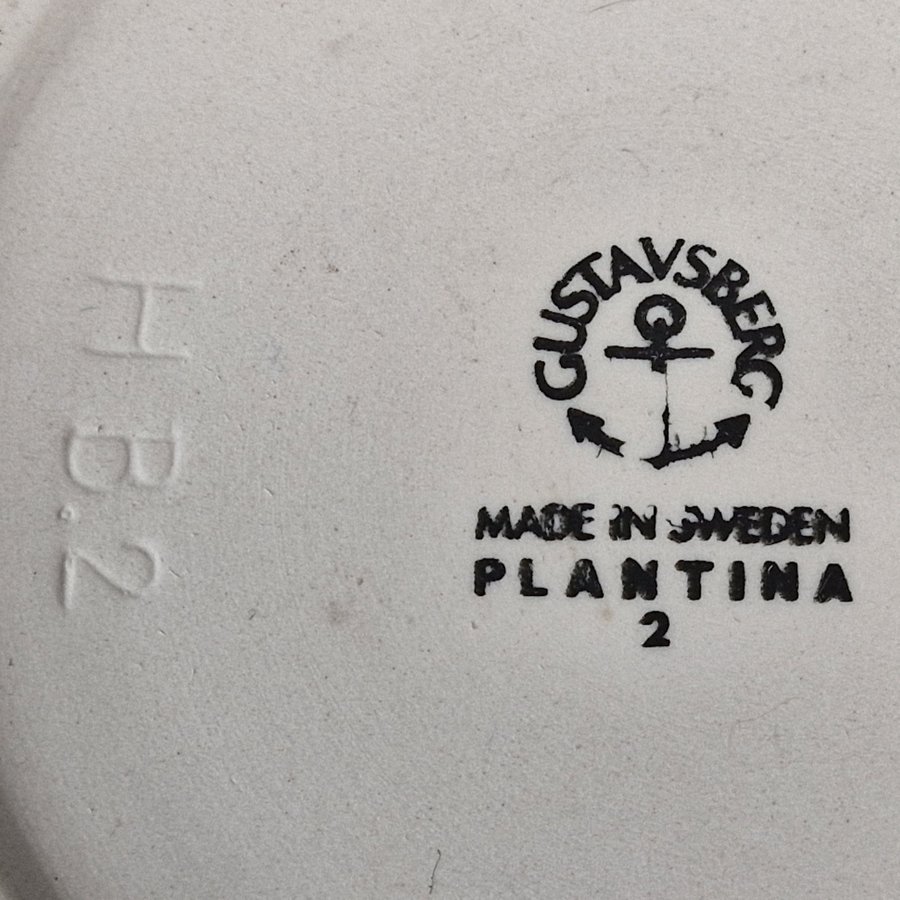 GUSTAVSBERG
MADE IN SWEDEN
PLANTINA
2
H B.2